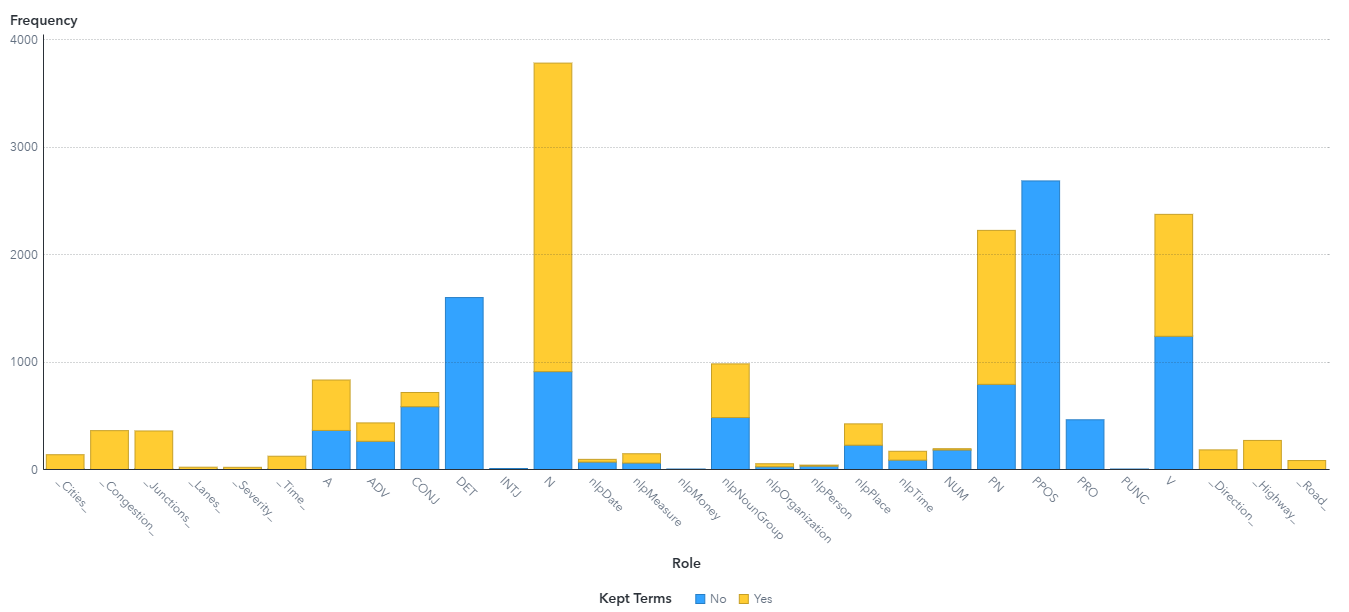 Frequency
4000
3000
2000
1000
0
_Cities_
_Congestion_
_Junctions_
_Lanes_
_Severity_
_Time_
A
ADV
CONJ
DET
INTJ
N
nlpDate
nlpMeasure
nlpMoney
nlpNounGroup
nlpOrganization
nlpPerson
nlpPlace
nlpTime
NUM
PN
PPOS
PRO
PUNC
V
_Direction_
_Highway_
_Road_
Role
Kept Terms No Yes